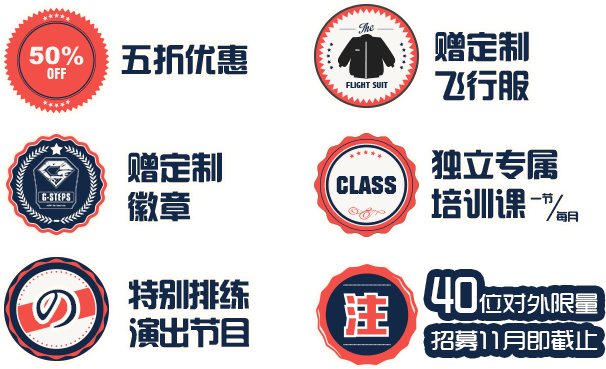 50%
OFF
五折优惠
The
FLIGHT SUIT
赠定制
飞行服
G-STEPS
赠定制
徽章
CLASS
独立专属
培训课 一节/每月
の
特别排练
演出节目
注
40位对外限量
招募11月即截止